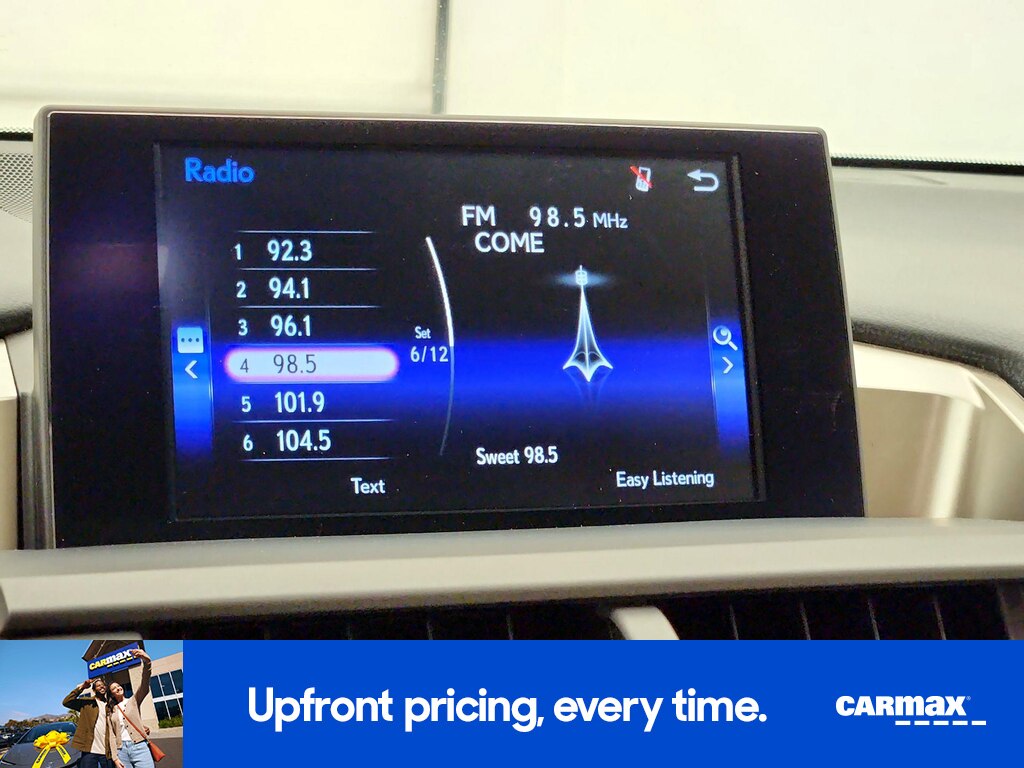 Radio
FM 98.5 MHz
COME
1 92.3
2 94.1
3 96.1
4 98.5
5 101.9
6 104.5
Set
6/12
Sweet 98.5
Text
Easy Listening
CARMAX
Upfront pricing, every time.
CARMAX